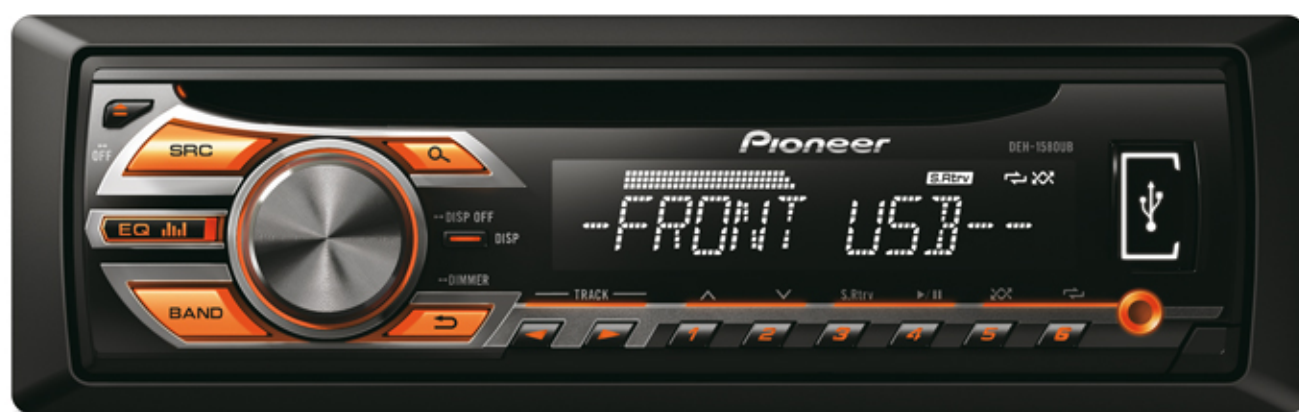 Pioneer
DEH-1580UB
OFF
SRC
S.Rtrv
EQ
DISP OFF
DISP
-FRONT USB--
DIMMER
BAND
TRACK
S.Rtrv
1 2 3 4 5 6